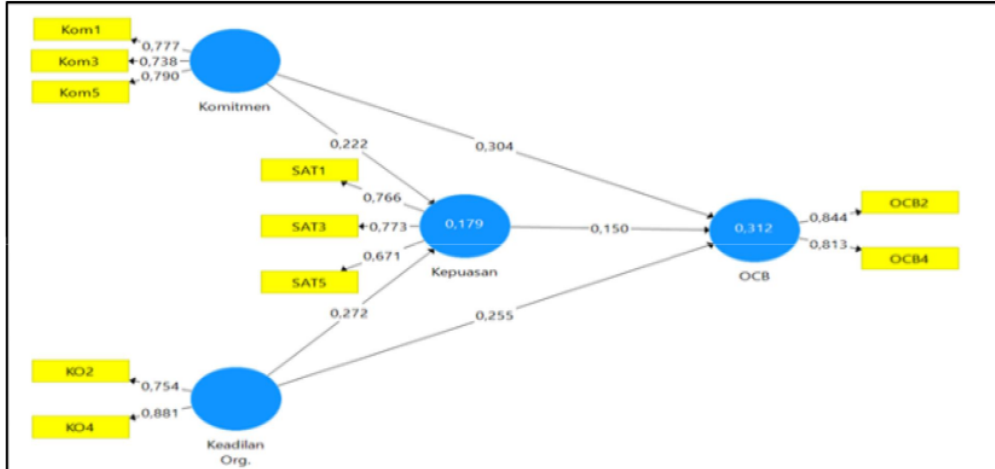 Kom1
0,777
Kom3
0,738
Kom5
0,790
Komitmen
0,222
0,304
SAT1
0,766
SAT3
0,773
SAT5
0,671
0,179
Kepuasan
0,150
0,312
OCB
0,844
OCB2
0,813
OCB4
0,272
0,255
KO2
0,754
KO4
0,881
Keadilan
Org.